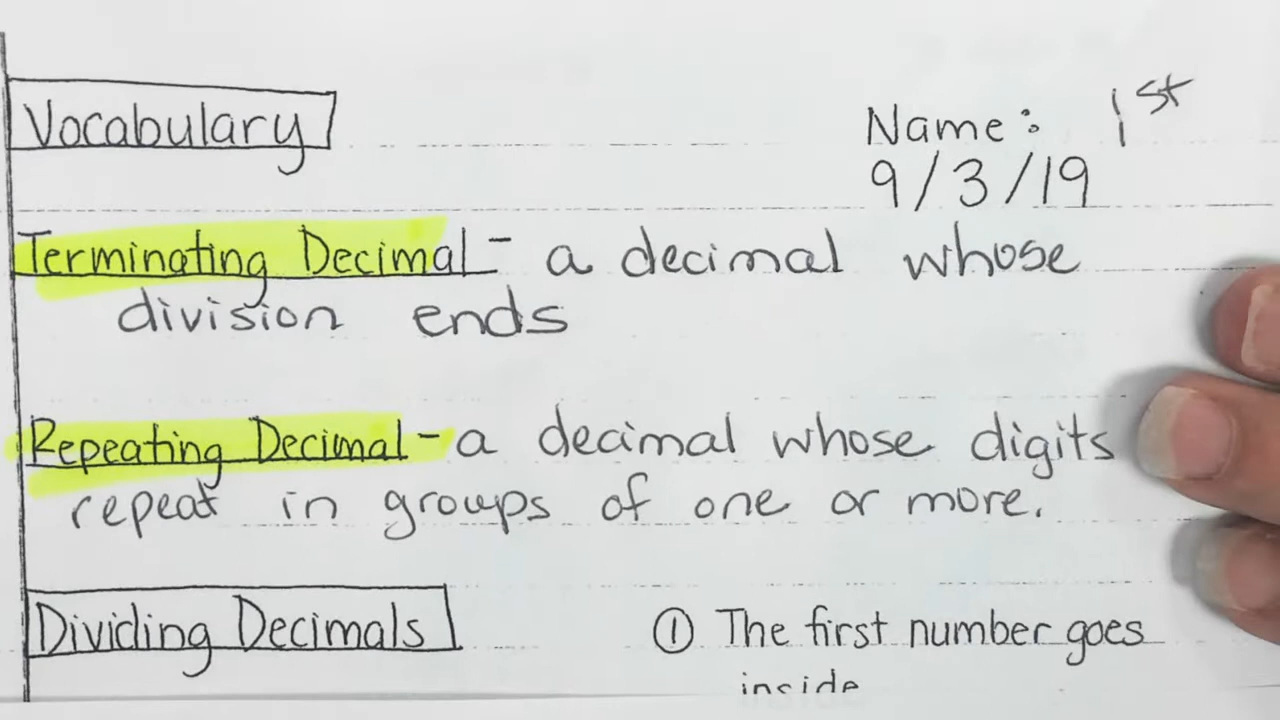 Vocabulary
Name: 1st
9/3/19
Terminating Decimal - a decimal whose
division ends
Repeating Decimal - a decimal whose digits
repeat in groups of one or more.
Dividing Decimals
① The first number goes
inside